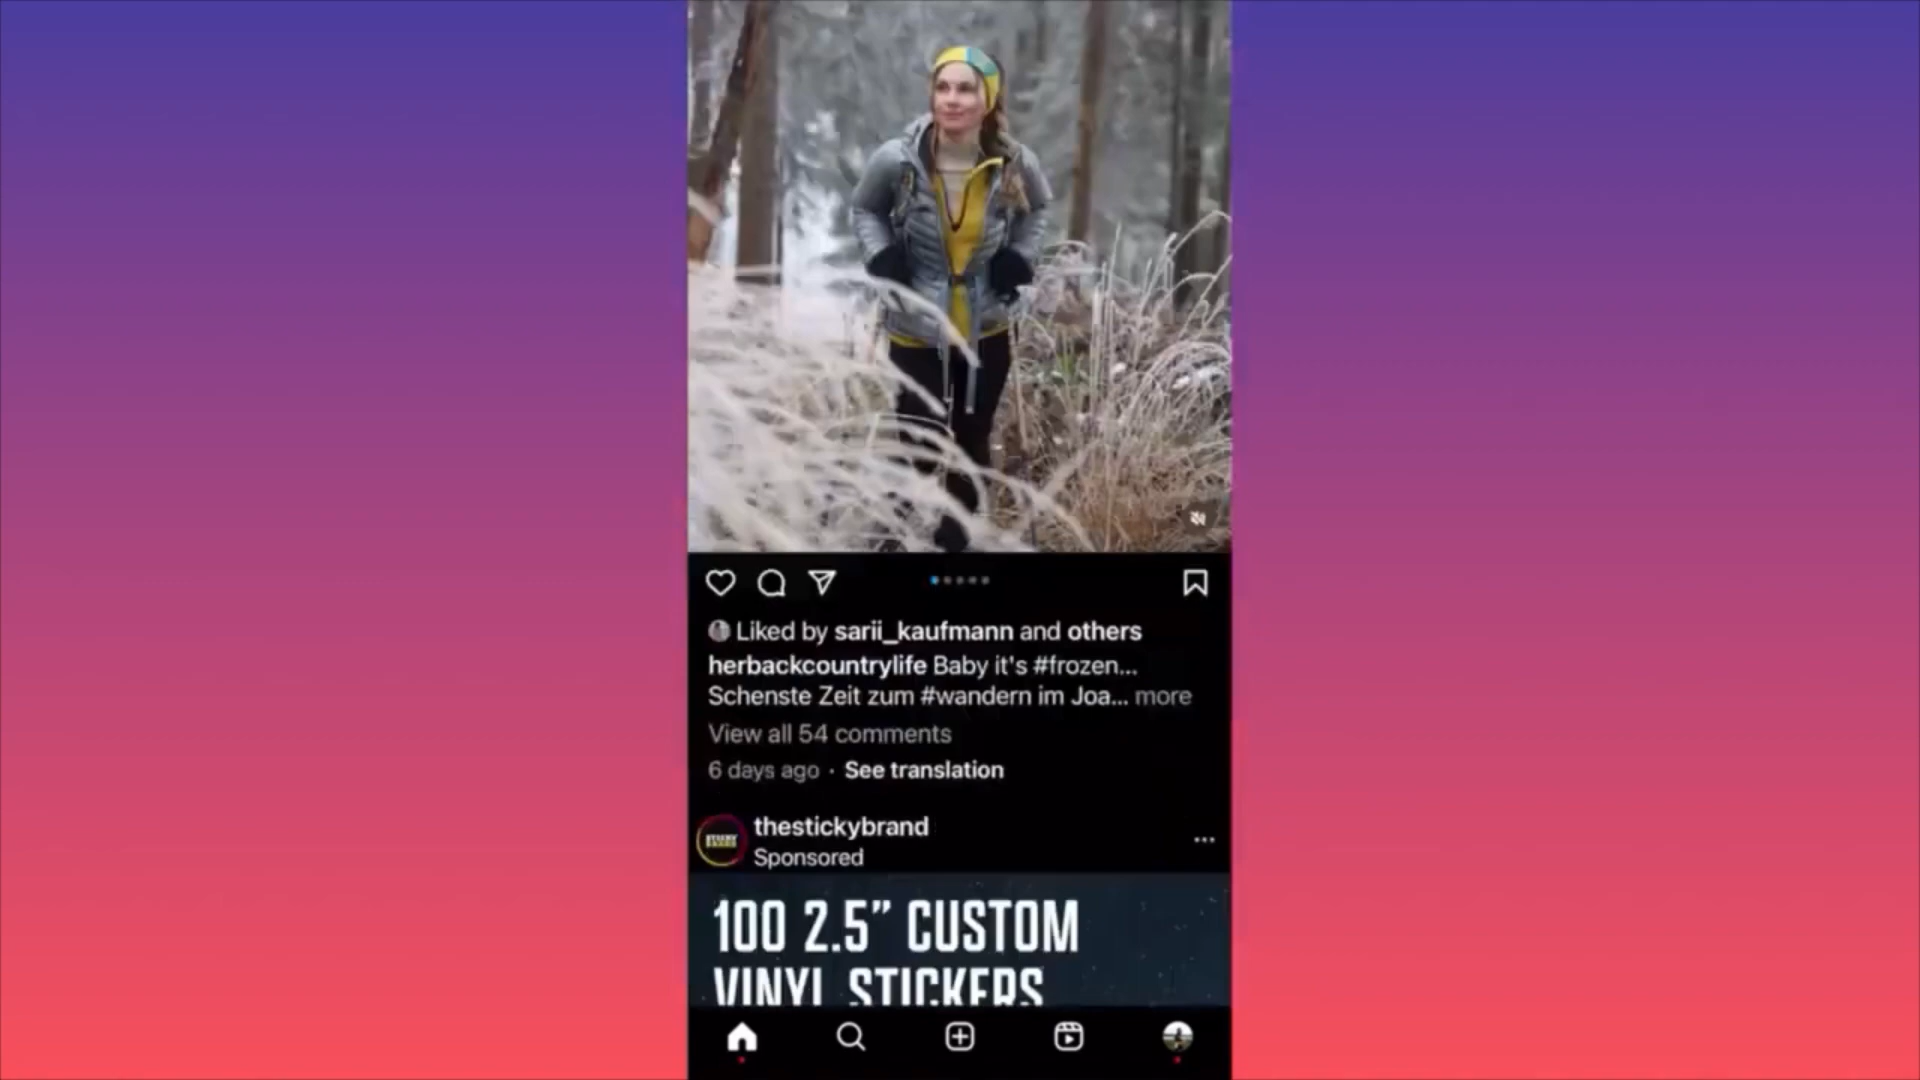 Liked by sarii_kaufmann and others
herbackcountrylife Baby it's #frozen...
Schenste Zeit zum #wandern im Joa... more
View all 54 comments
6 days ago · See translation
thestickybrand
Sponsored
100 2.5” CUSTOM
VINYL STICKERS